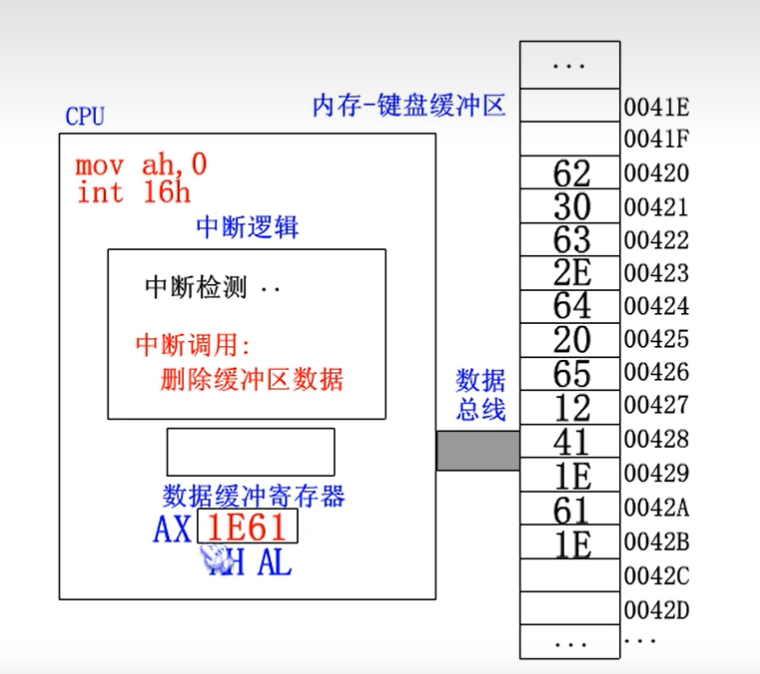 CPU
mov ah,0
int 16h
中断逻辑
中断检测 ··
中断调用:
删除缓冲区数据
数据缓冲寄存器
AX 1E61
AH AL
数据
总线
内存-键盘缓冲区
···
0041E
0041F
62 00420
30 00421
63 00422
2E 00423
64 00424
20 00425
65 00426
12 00427
41 00428
1E 00429
61 0042A
1E 0042B
0042C
0042D
··· ···